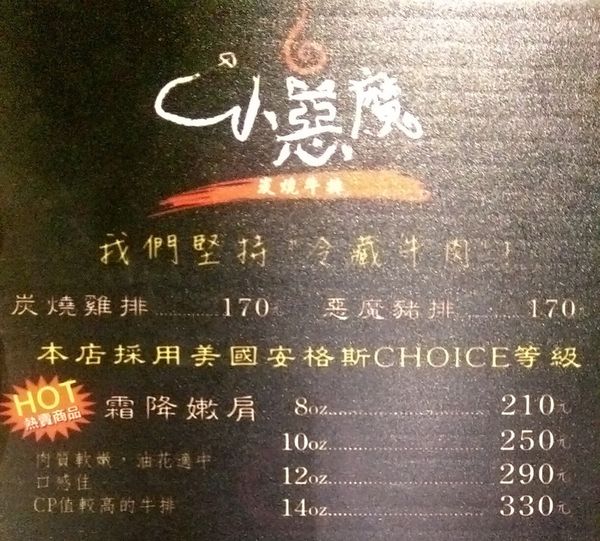 小惡魔
炭燒牛排
我們堅持"冷藏牛肉"!
炭燒雞排............170元 惡魔豬排............170元
本店採用美國安格斯CHOICE等級
HOT
熱賣商品
霜降嫩肩 8oz............210元
10oz............250元
12oz............290元
14oz............330元
肉質軟嫩，油花適中
口感佳
CP值較高的牛排